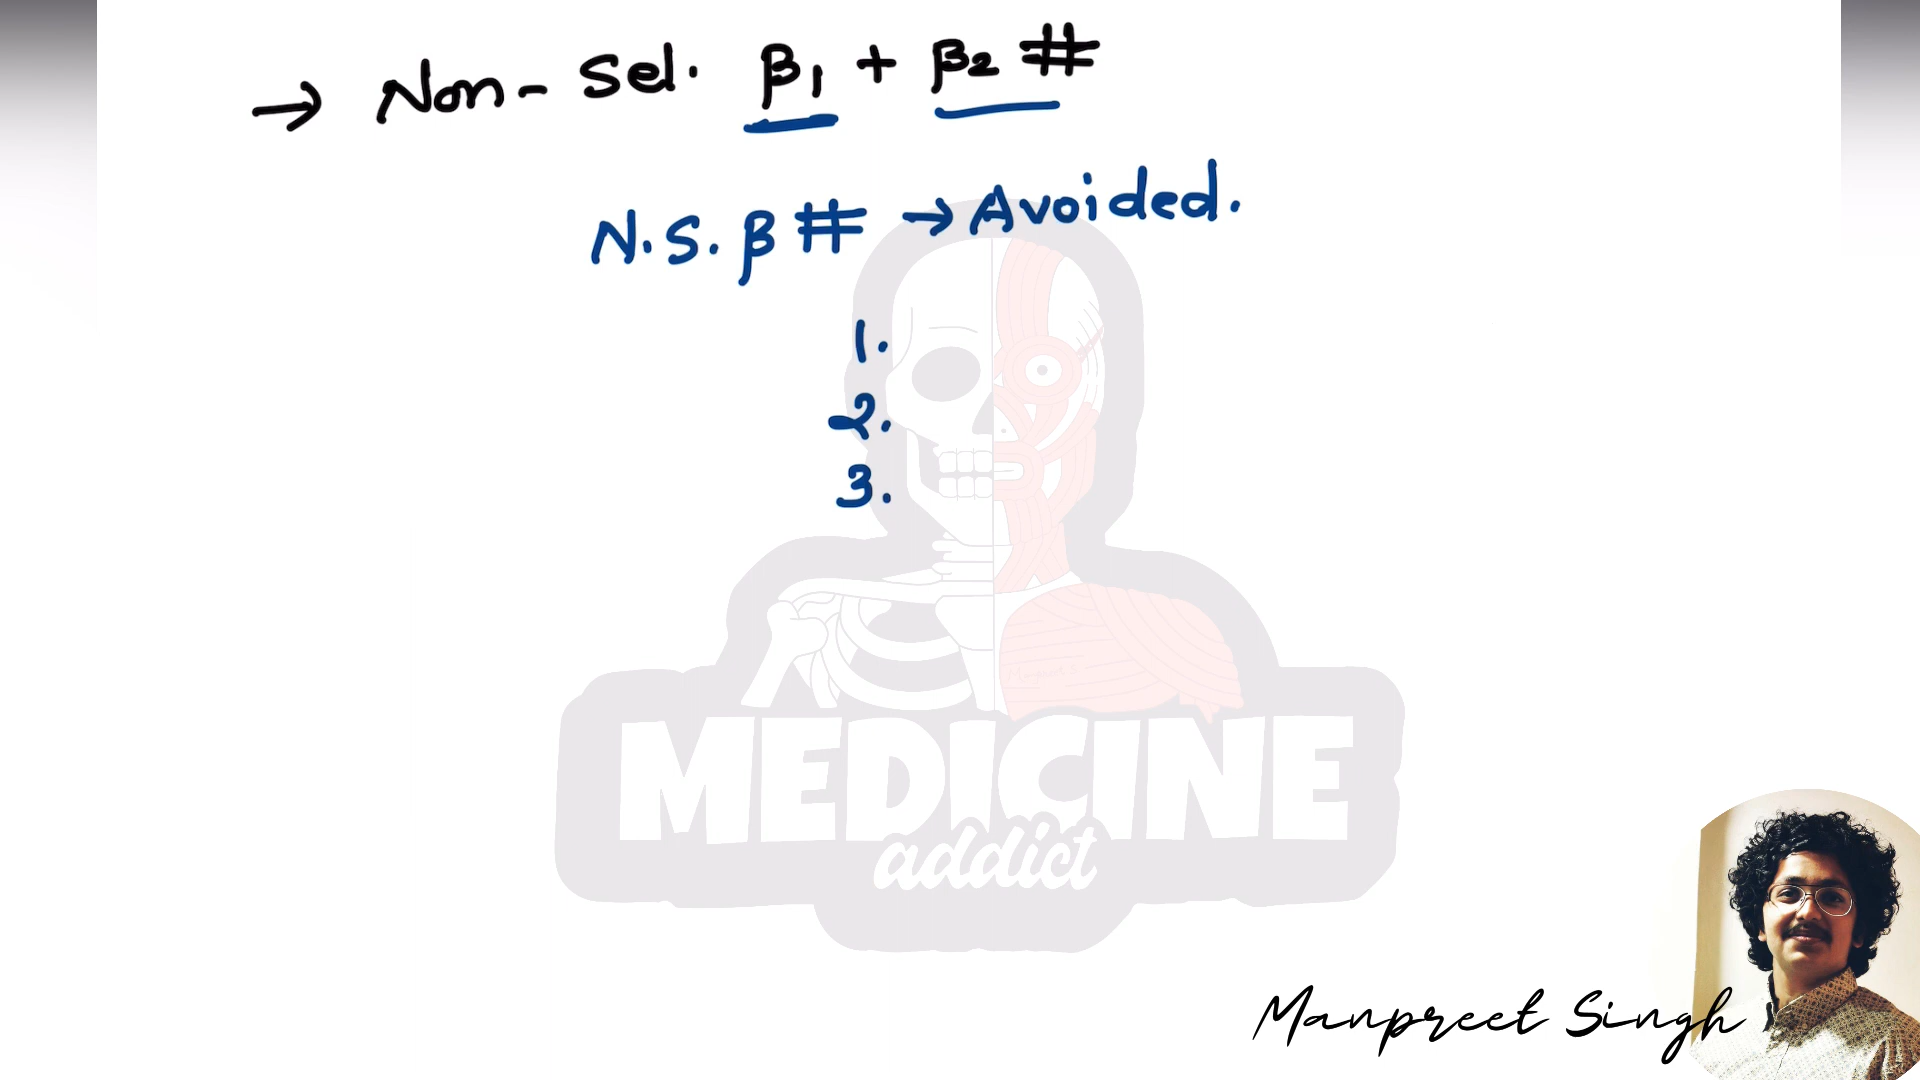 → Non- Sel. β1 + β2 #
N.S. β # → Avoided.
1.
2.
3.
MEDICINE
addict
Manpreet Singh